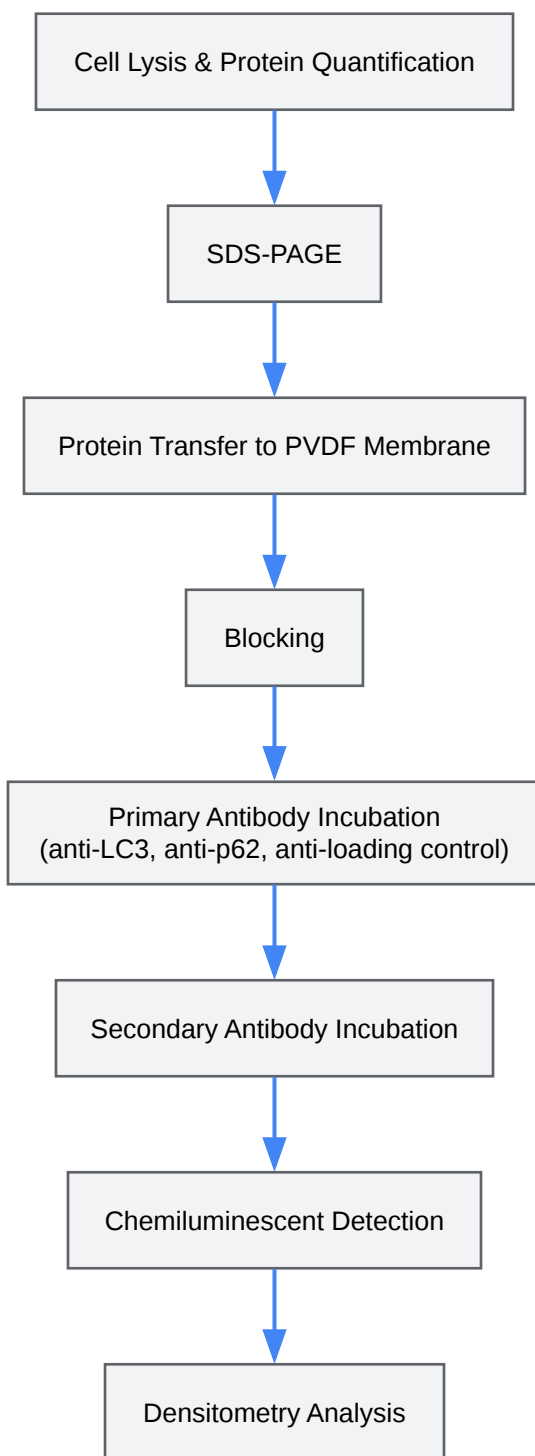 Cell Lysis & Protein Quantification
SDS-PAGE
Protein Transfer to PVDF Membrane
Blocking
Primary Antibody Incubation
(anti-LC3, anti-p62, anti-loading control)
Secondary Antibody Incubation
Chemiluminescent Detection
Densitometry Analysis